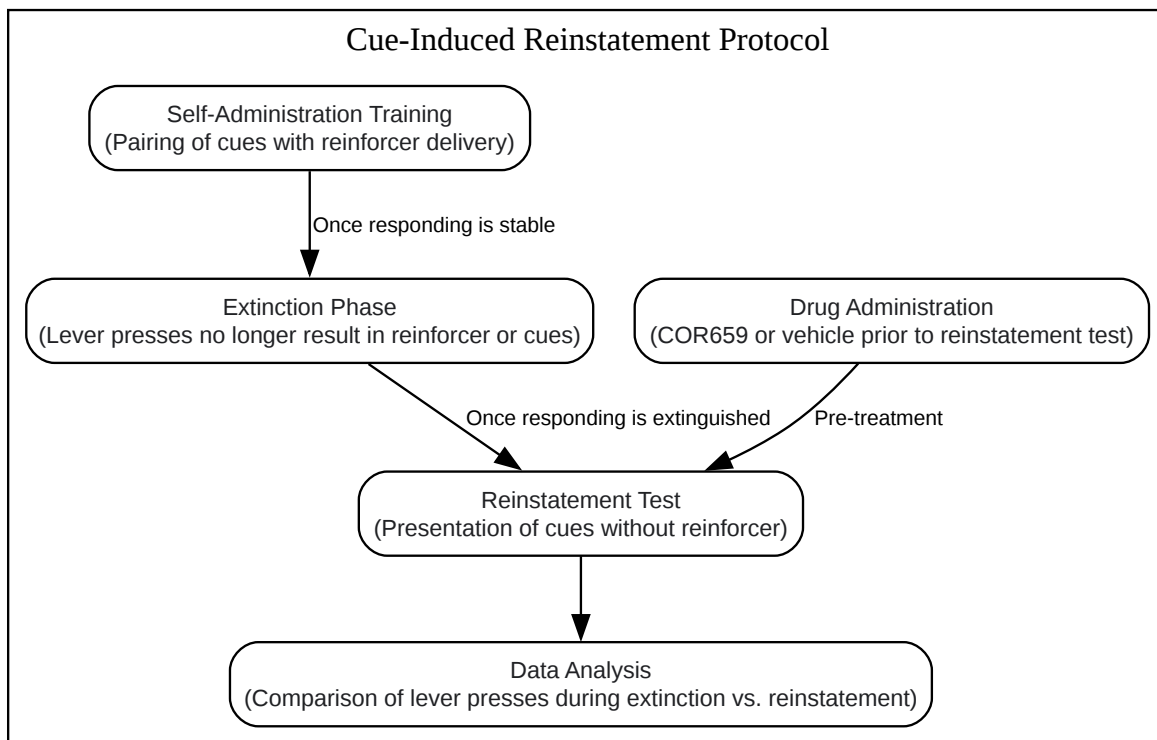 Cue-Induced Reinstatement Protocol
Self-Administration Training
(Pairing of cues with reinforcer delivery)
Once responding is stable
Extinction Phase
(Lever presses no longer result in reinforcer or cues)
Drug Administration
(COR659 or vehicle prior to reinstatement test)
Once responding is extinguished
Pre-treatment
Reinstatement Test
(Presentation of cues without reinforcer)
Data Analysis
(Comparison of lever presses during extinction vs. reinstatement)